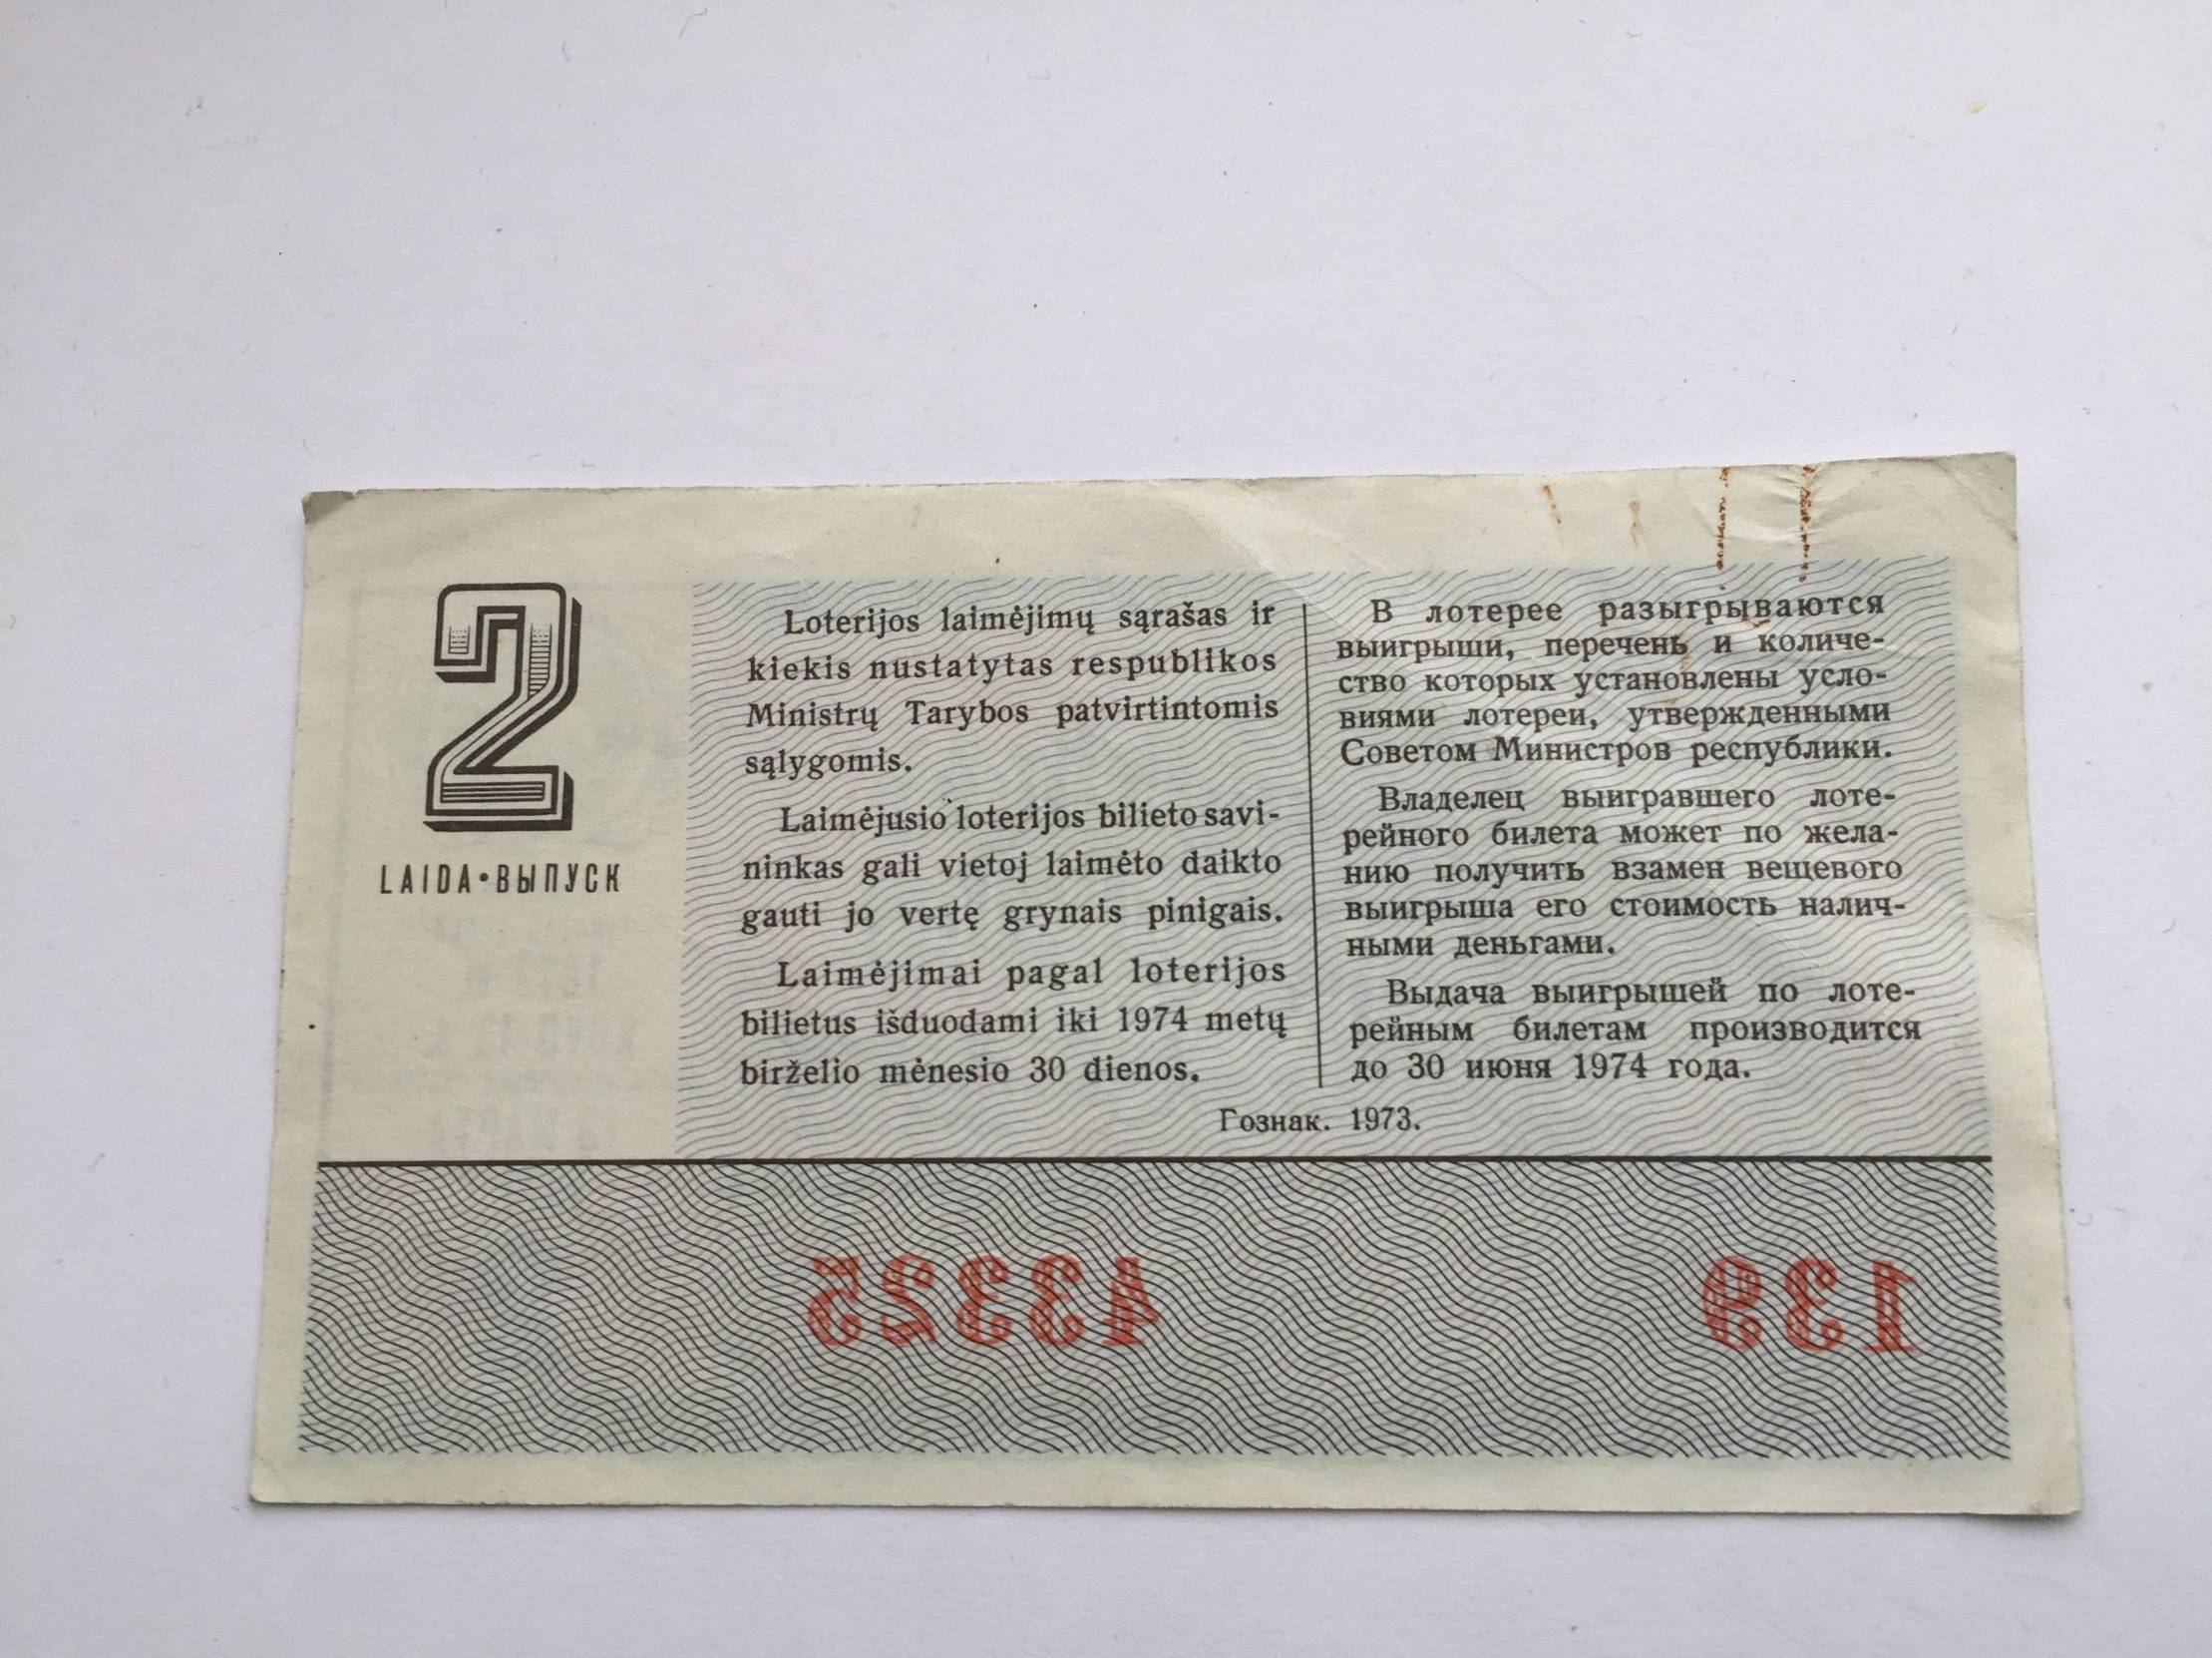 2
LAIDA•ВЫПУСК
Loterijos laimėjimų sąrašas ir
kiekis nustatytas respublikos
Ministrų Tarybos patvirtintomis
sąlygomis.
Laimėjusio loterijos bilieto savi-
ninkas gali vietoj laimėto daikto
gauti jo vertę grynais pinigais.
Laimėjimai pagal loterijos
bilietus išduodami iki 1974 metų
birželio mėnesio 30 dienos.
В лотерее разыгрываются
выигрыши, перечень и количе-
ство которых установлены усло-
виями лотереи, утвержденными
Советом Министров республики.
Владелец выигравшего лоте-
рейного билета может по жела-
нию получить взамен вещевого
выигрыша его стоимость налич-
ными деньгами.
Выдача выигрышей по лоте-
рейным билетам производится
до 30 июня 1974 года.
Гознак. 1973.
43325
139